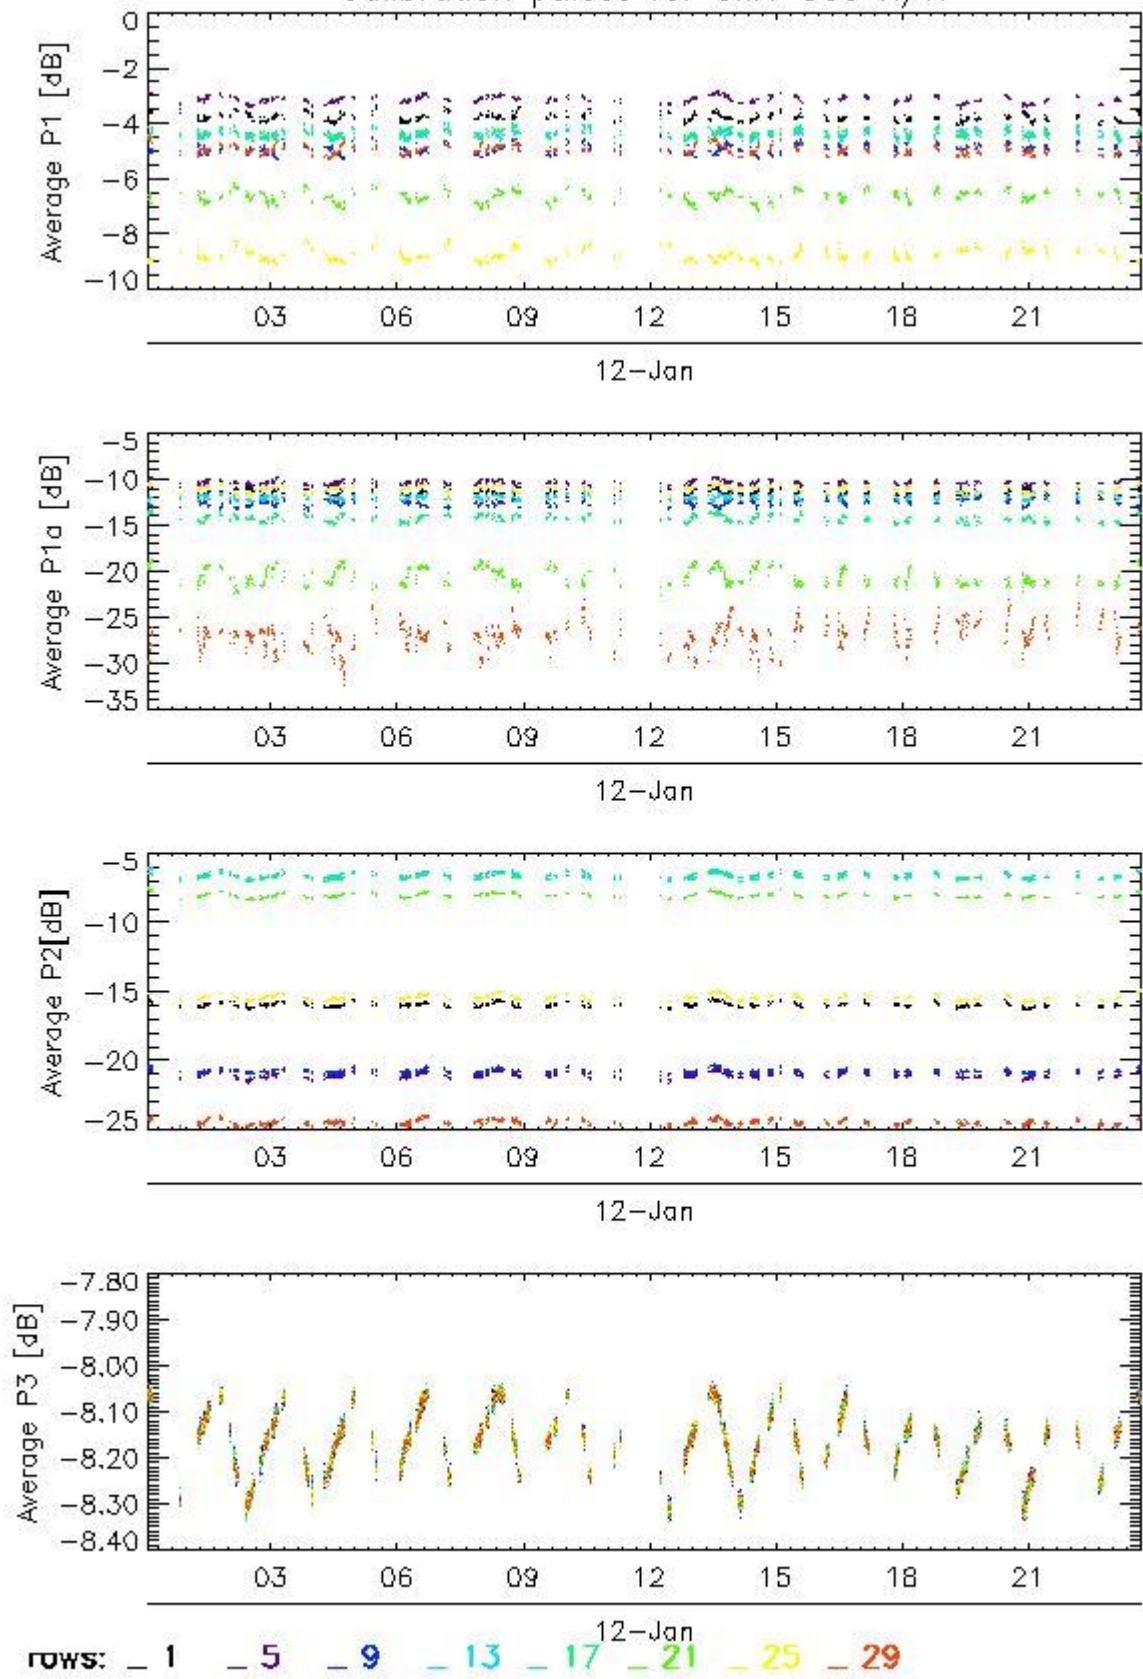 0
−2
−4
−6
−8
−10
Average P1 [dB]
03 06 09 12 15 18 21
12−Jan
−5
−10
−15
−20
−25
−30
−35
Average P1a [dB]
03 06 09 12 15 18 21
12−Jan
−5
−10
−15
−20
−25
Average P2[dB]
03 06 09 12 15 18 21
12−Jan
−7.80
−7.90
−8.00
−8.10
−8.20
−8.30
−8.40
Average P3 [dB]
03 06 09 12 15 18 21
12−Jan
rows: _ 1 _ 5 _ 9 _ 13 _ 17 _ 21 _ 25 _ 29